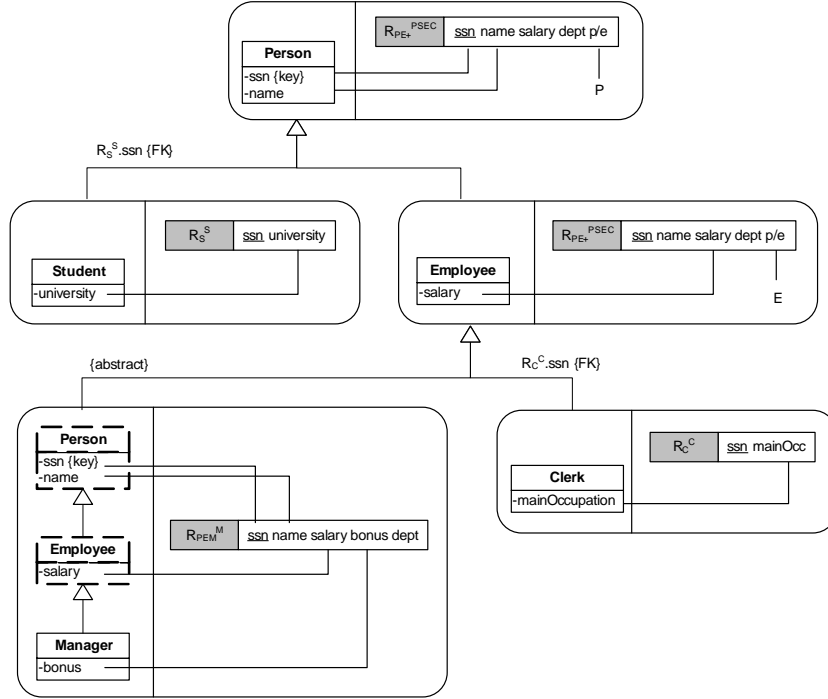 R_PE+^PSEC ssn name salary dept p/e
Person
-ssn {key}
-name
P
R_S^S.ssn {FK}
R_S^S ssn university
Student
-university
R_PE+^PSEC ssn name salary dept p/e
Employee
-salary
E
{abstract}
R_C^C.ssn {FK}
Person
-ssn {key}
-name
R_PEM^M ssn name salary bonus dept
Employee
-salary
Manager
-bonus
R_C^C ssn mainOcc
Clerk
-mainOccupation